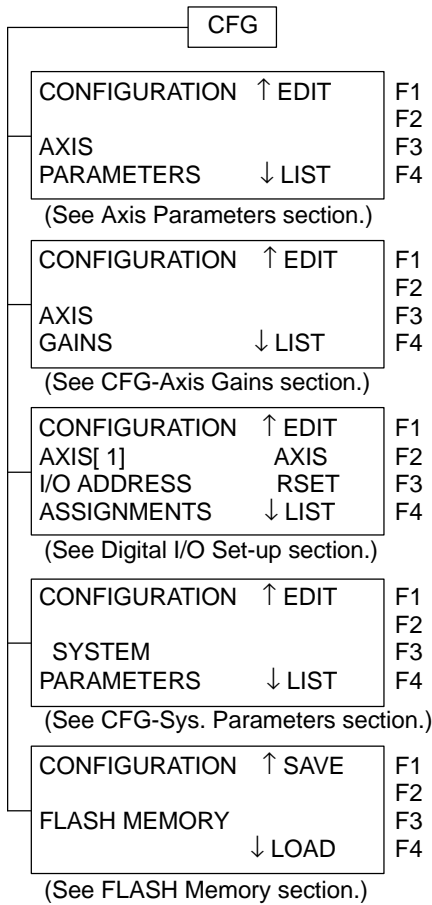 CFG
CONFIGURATION ↑ EDIT F1
F2
AXIS F3
PARAMETERS ↓ LIST F4
(See Axis Parameters section.)
CONFIGURATION ↑ EDIT F1
F2
AXIS F3
GAINS ↓ LIST F4
(See CFG-Axis Gains section.)
CONFIGURATION ↑ EDIT F1
AXIS[ 1] AXIS F2
I/O ADDRESS RSET F3
ASSIGNMENTS ↓ LIST F4
(See Digital I/O Set-up section.)
CONFIGURATION ↑ EDIT F1
F2
SYSTEM F3
PARAMETERS ↓ LIST F4
(See CFG-Sys. Parameters section.)
CONFIGURATION ↑ SAVE F1
F2
FLASH MEMORY F3
↓ LOAD F4
(See FLASH Memory section.)